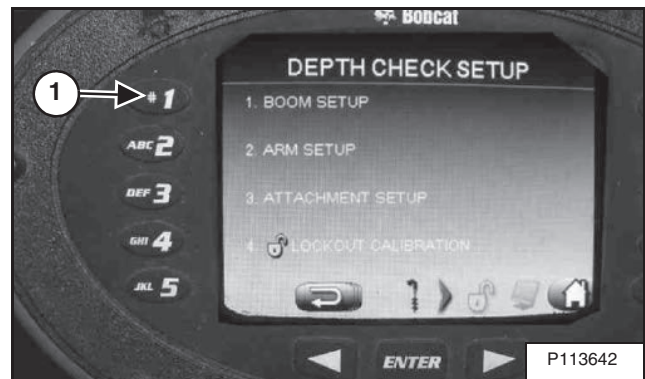 Bobcat
DEPTH CHECK SETUP
1
#1
1. BOOM SETUP
ABC 2
2. ARM SETUP
DEF 3
3. ATTACHMENT SETUP
GHI 4
4. LOCKOUT CALIBRATION
JKL 5
ENTER
P113642